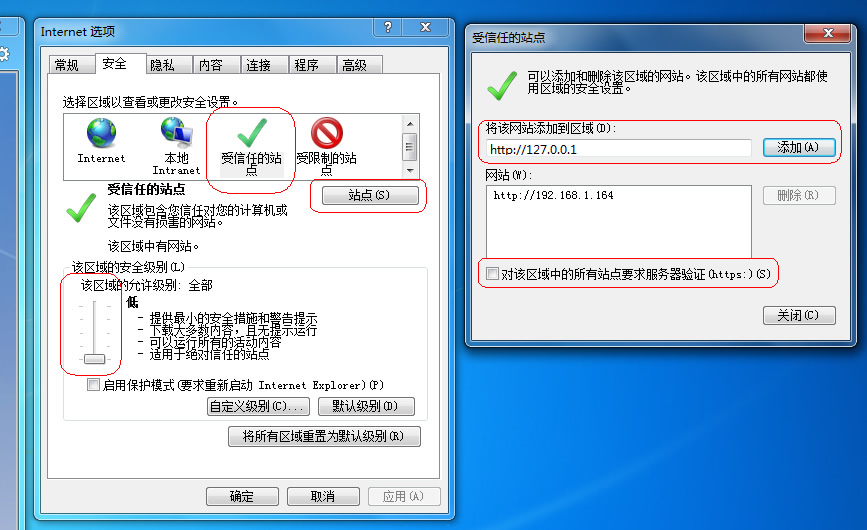 Internet 选项
常规 安全 隐私 内容 连接 程序 高级
选择区域以查看或更改安全设置。
Internet
本地
Intranet
受信任的站
点
受限制的站
点
受信任的站点
站点(S)
该区域包含您信任对您的计算机或
文件没有损害的网站。
该区域中有网站。
该区域的安全级别(L)
该区域的允许级别: 全部
低
- 提供最小的安全措施和警告提示
- 下载大多数内容，且无提示运行
- 可以运行所有的活动内容
- 适用于绝对信任的站点
启用保护模式(要求重新启动 Internet Explorer)(P)
自定义级别(C)... 默认级别(D)
将所有区域重置为默认级别(R)
确定 取消 应用(A)
受信任的站点
可以添加和删除该区域的网站。该区域中的所有网站都使
用区域的安全设置。
将该网站添加到区域(D):
http://127.0.0.1 添加(A)
网站(W):
http://192.168.1.164 删除(R)
对该区域中的所有站点要求服务器验证(https:)(S)
关闭(C)